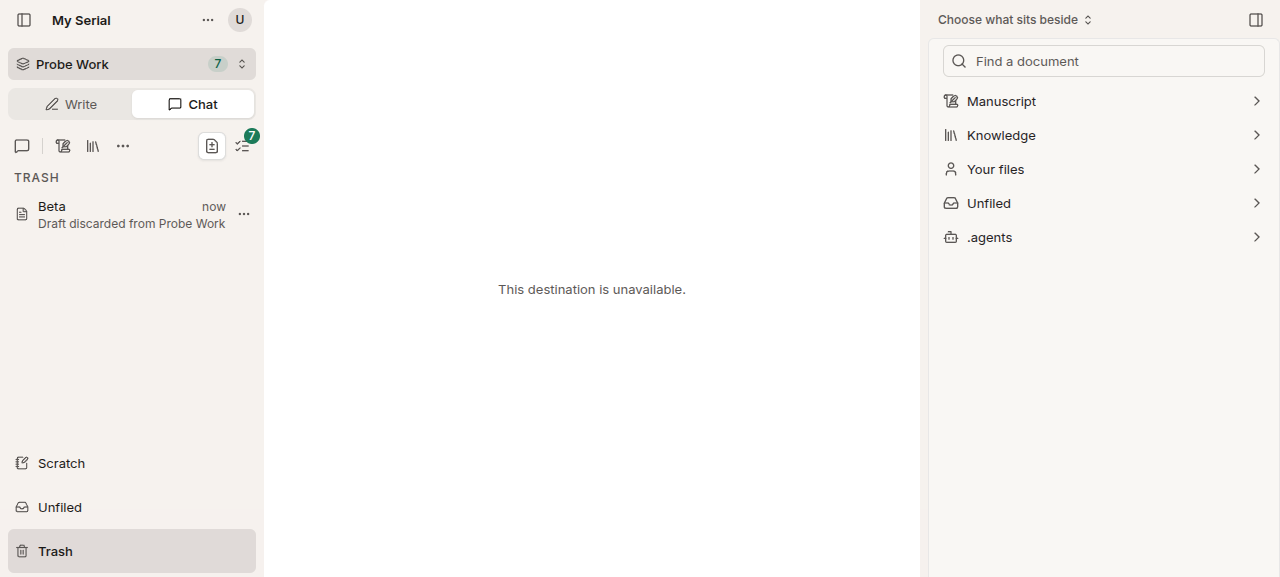 My Serial
U
Probe Work
7
Write
Chat
7
TRASH
Beta
now
Draft discarded from Probe Work
Scratch
Unfiled
Trash
This destination is unavailable.
Choose what sits beside
Find a document
Manuscript
Knowledge
Your files
Unfiled
.agents